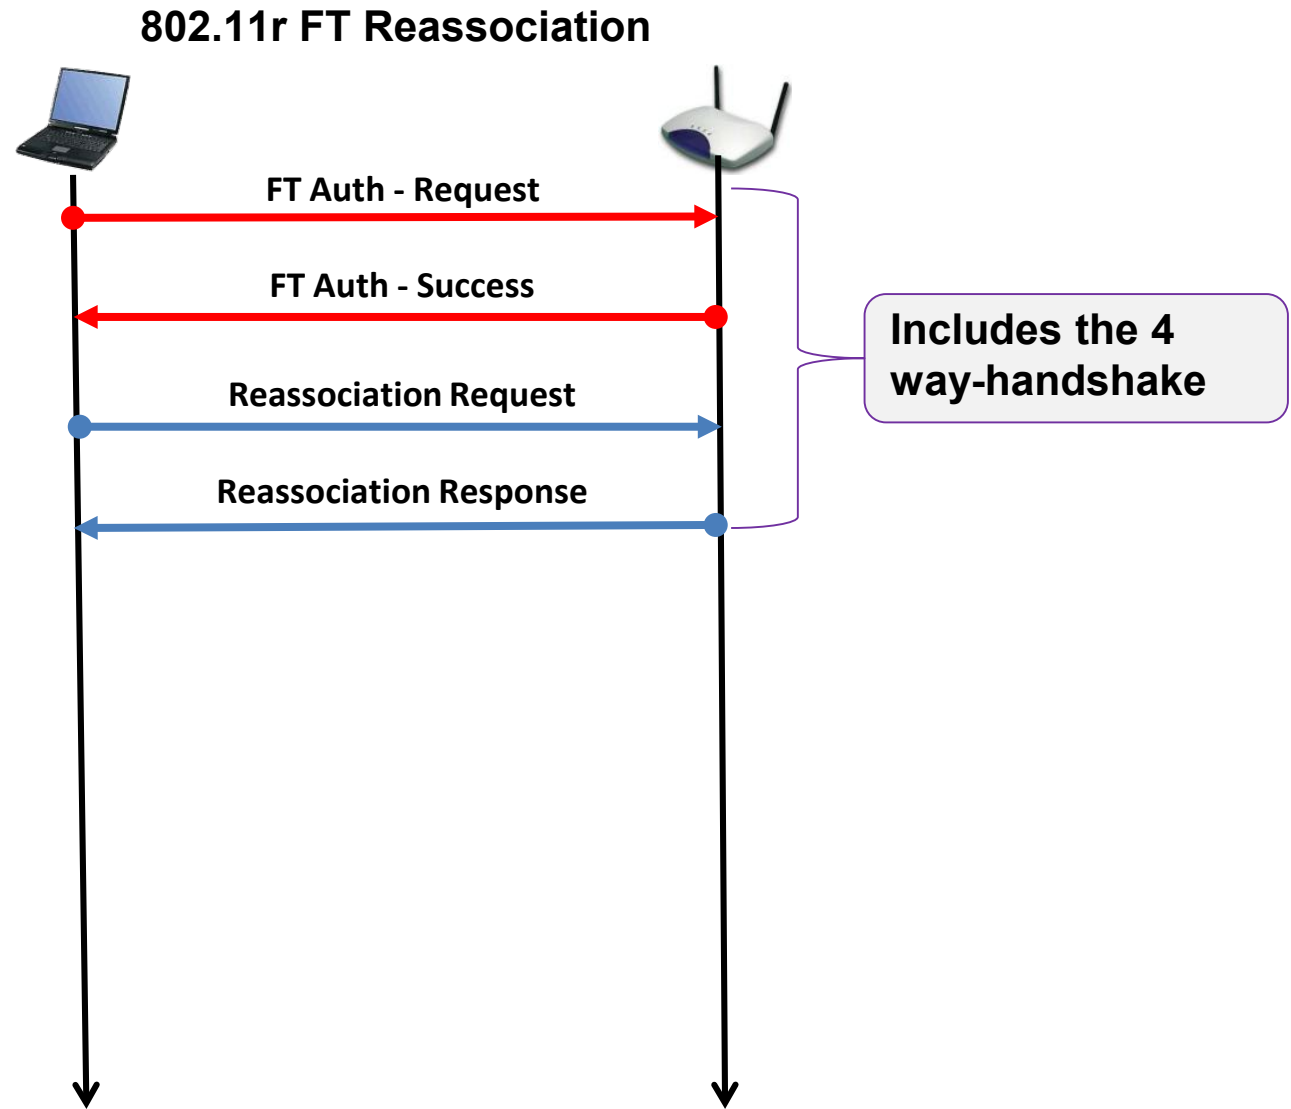 802.11r FT Reassociation
FT Auth - Request
FT Auth - Success
Reassociation Request
Reassociation Response
Includes the 4
way-handshake